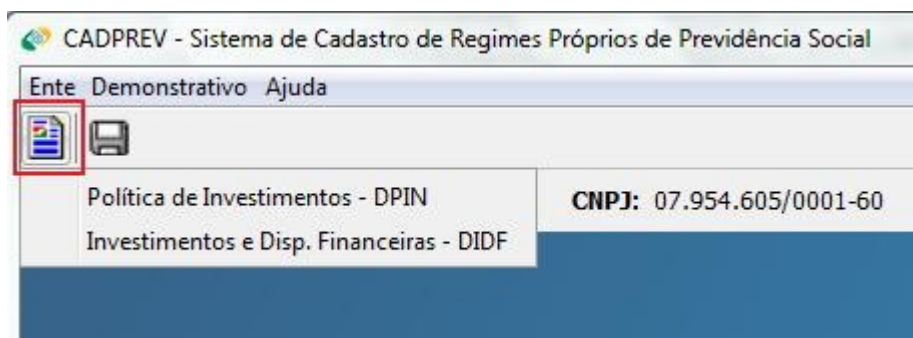 CADPREV - Sistema de Cadastro de Regimes Próprios de Previdência Social
Ente Demonstrativo Ajuda
Política de Investimentos - DPIN
CNPJ: 07.954.605/0001-60
Investimentos e Disp. Financeiras - DIDF